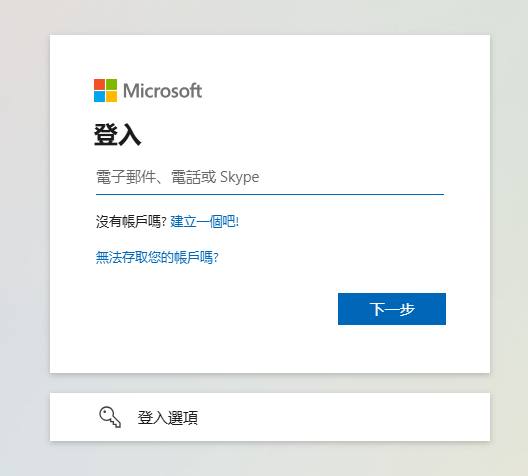 Microsoft
登入
電子郵件、電話或 Skype
沒有帳戶嗎? 建立一個吧!
無法存取您的帳戶嗎?
下一步
登入選項